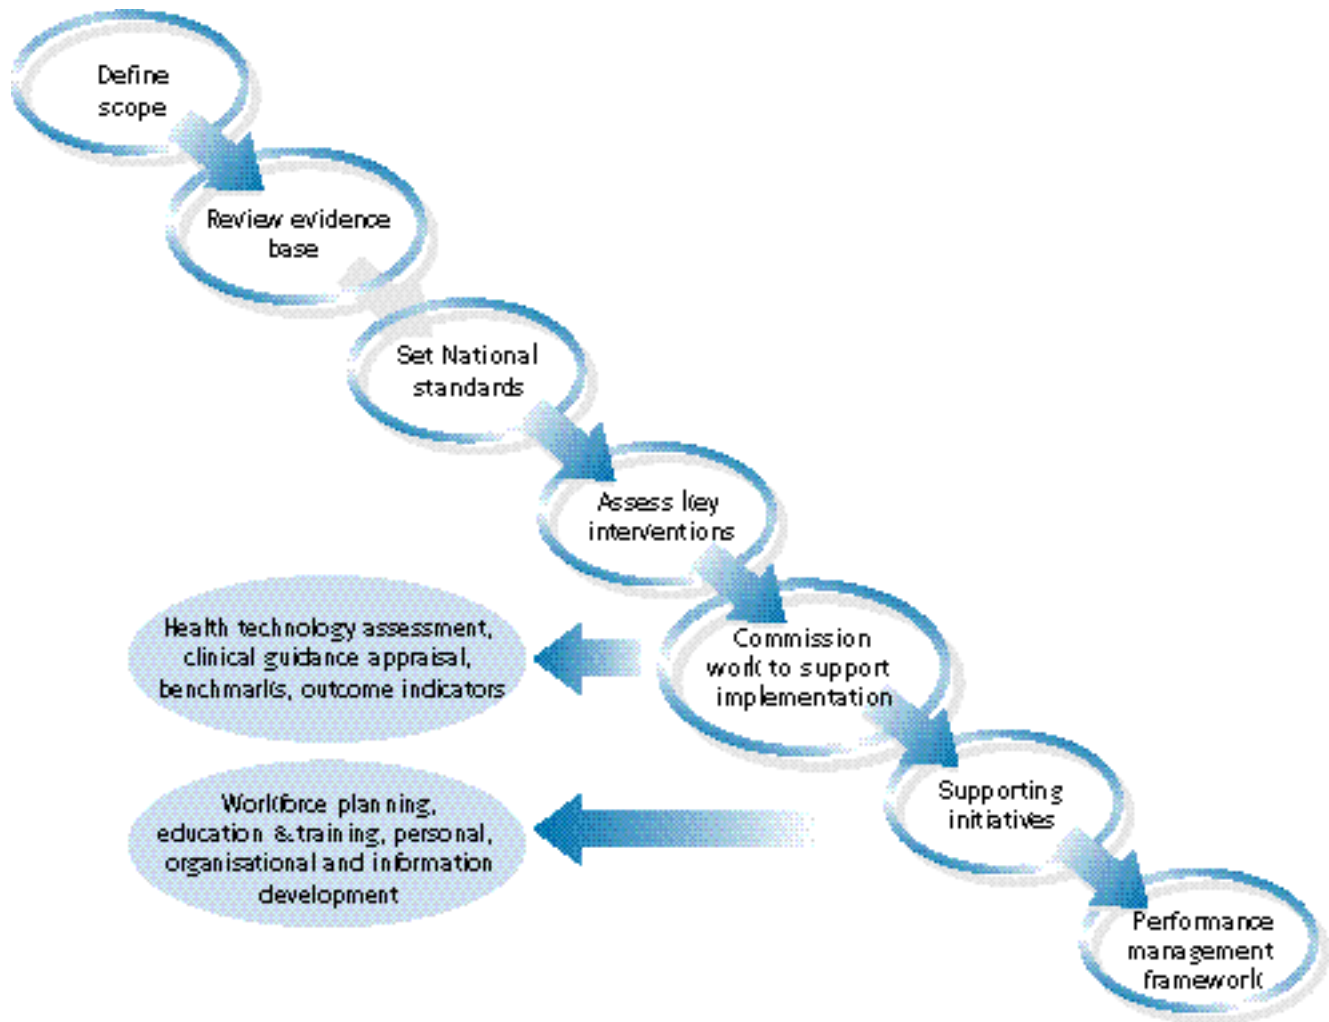 Define
scope
Review evidence
base
Set National
standards
Assess key
interventions
Commission
work to support
implementation
Health technology assessment,
clinical guidance appraisal,
benchmarks, outcome indicators
Supporting
initiatives
Workforce planning,
education & training, personal,
organisational and information
development
Performance
management
framework